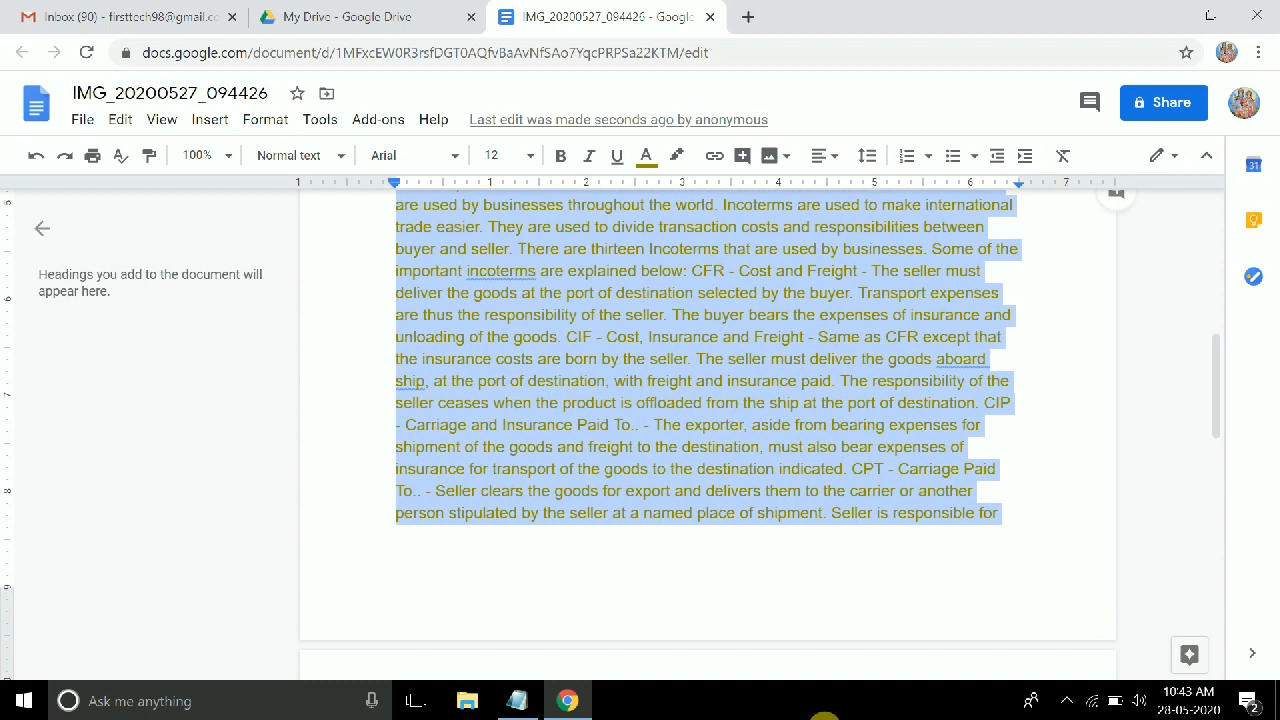 Inbox (90) - firsttech98@gmail.co
My Drive - Google Drive
IMG_20200527_094426 - Google
docs.google.com/document/d/1MFxcEW0R3rsfDGT0AQfvBaAvNfSAo7YqcPRPSa22KTM/edit
IMG_20200527_094426
Share
File Edit View Insert Format Tools Add-ons Help Last edit was made seconds ago by anonymous
100% Normal text Arial 12 B I U A
1 1 2 3 4 5 6 7
Headings you add to the document will
appear here.
are used by businesses throughout the world. Incoterms are used to make international
trade easier. They are used to divide transaction costs and responsibilities between
buyer and seller. There are thirteen Incoterms that are used by businesses. Some of the
important incoterms are explained below: CFR - Cost and Freight - The seller must
deliver the goods at the port of destination selected by the buyer. Transport expenses
are thus the responsibility of the seller. The buyer bears the expenses of insurance and
unloading of the goods. CIF - Cost, Insurance and Freight - Same as CFR except that
the insurance costs are born by the seller. The seller must deliver the goods aboard
ship, at the port of destination, with freight and insurance paid. The responsibility of the
seller ceases when the product is offloaded from the ship at the port of destination. CIP
- Carriage and Insurance Paid To.. - The exporter, aside from bearing expenses for
shipment of the goods and freight to the destination, must also bear expenses of
insurance for transport of the goods to the destination indicated. CPT - Carriage Paid
To.. - Seller clears the goods for export and delivers them to the carrier or another
person stipulated by the seller at a named place of shipment. Seller is responsible for
31
Ask me anything
10:43 AM
28-05-2020
2